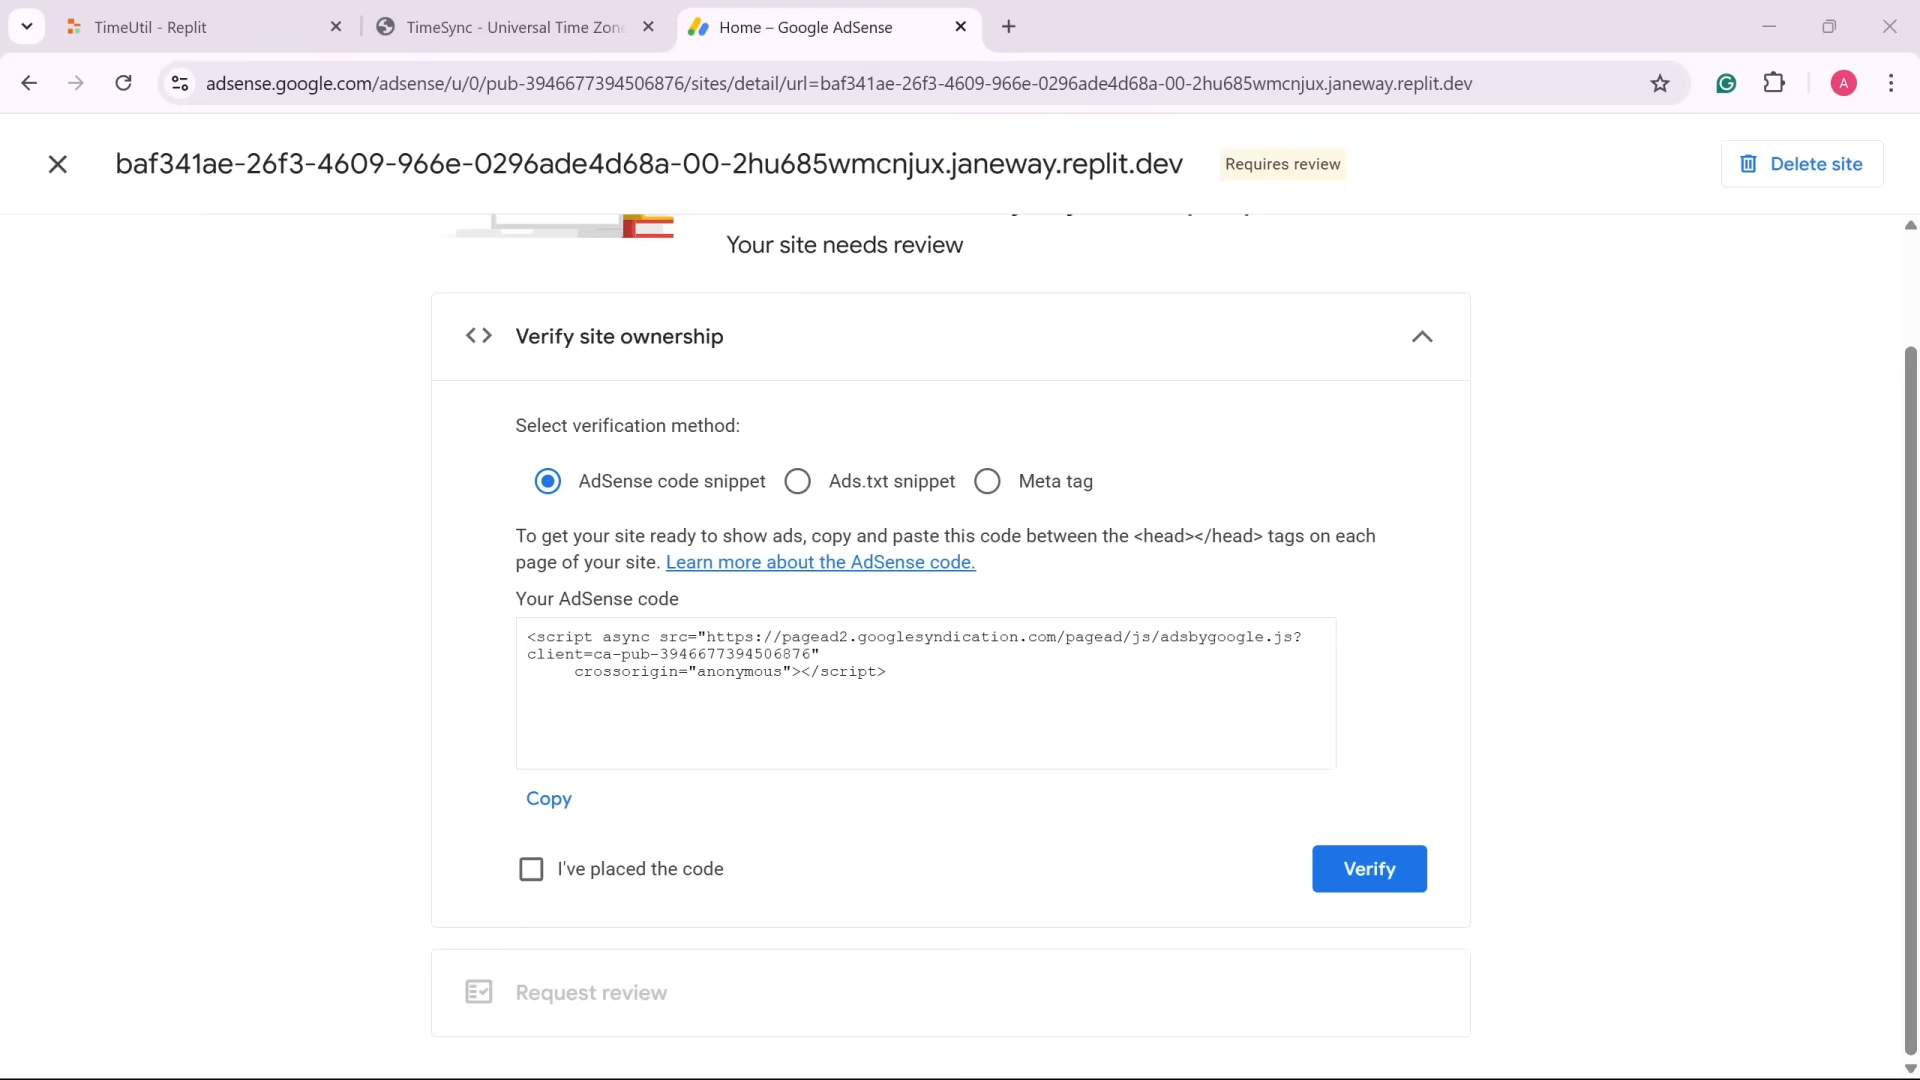 TimeUtil - Replit
TimeSync - Universal Time Zone
Home – Google AdSense
adsense.google.com/adsense/u/0/pub-3946677394506876/sites/detail/url=baf341ae-26f3-4609-966e-0296ade4d68a-00-2hu685wmcnjux.janeway.replit.dev
A
baf341ae-26f3-4609-966e-0296ade4d68a-00-2hu685wmcnjux.janeway.replit.dev
Requires review
Delete site
Your site needs review
Verify site ownership
Select verification method:
AdSense code snippet
Ads.txt snippet
Meta tag
To get your site ready to show ads, copy and paste this code between the <head></head> tags on each
page of your site. Learn more about the AdSense code.
Your AdSense code
<script async src="https://pagead2.googlesyndication.com/pagead/js/adsbygoogle.js?
client=ca-pub-3946677394506876"
crossorigin="anonymous"></script>
Copy
I've placed the code
Verify
Request review